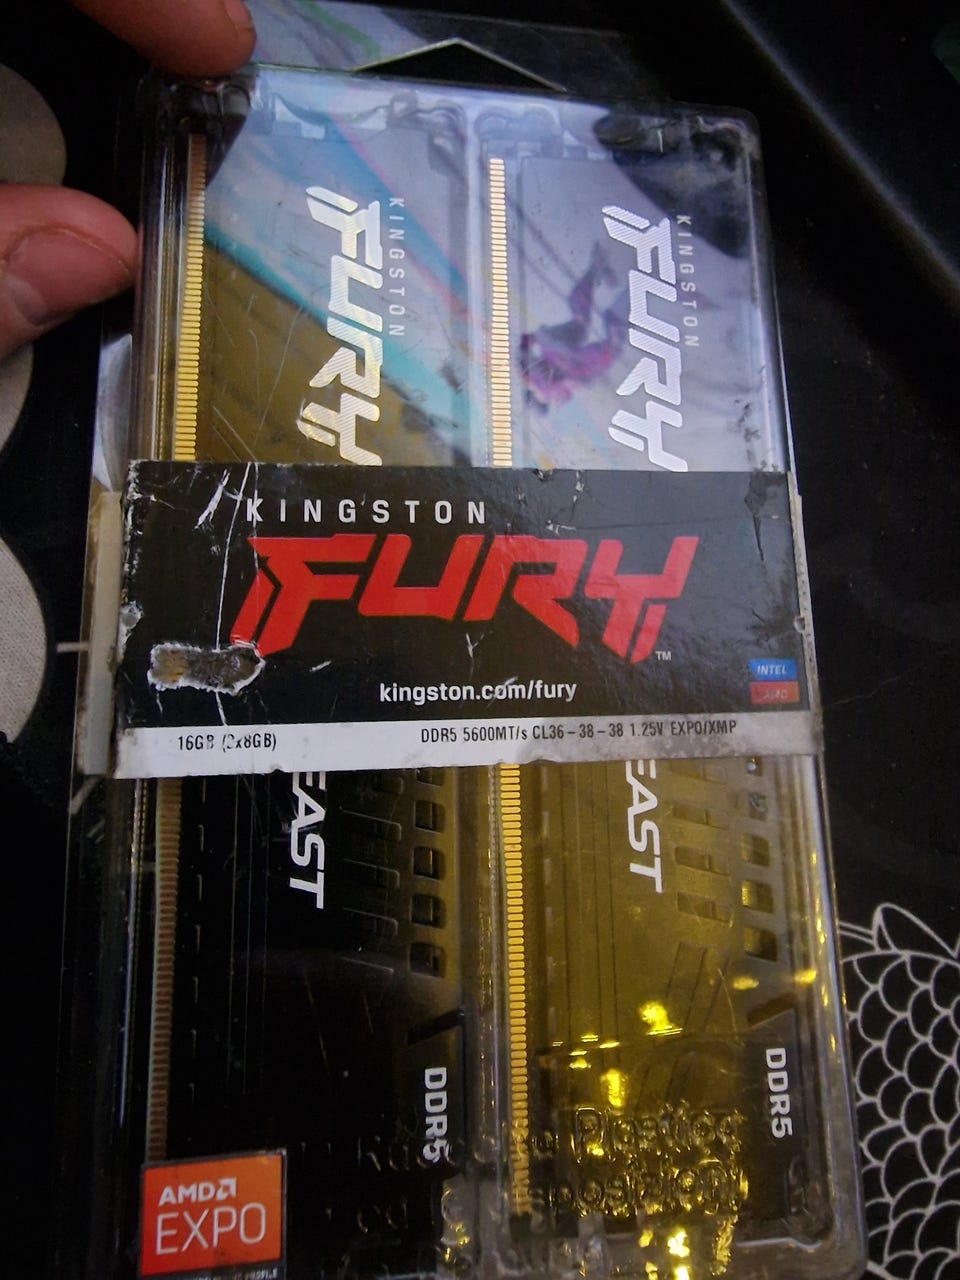 KINGSTON
FURY
KINGSTON
FURY
KINGSTON
FURY™
kingston.com/fury
INTEL
AMD
16GB (2x8GB)
DDR5 5600MT/s CL36-38-38 1.25V EXPO/XMP
EAST
EAST
DDR5
DDR5
AMD
EXPO